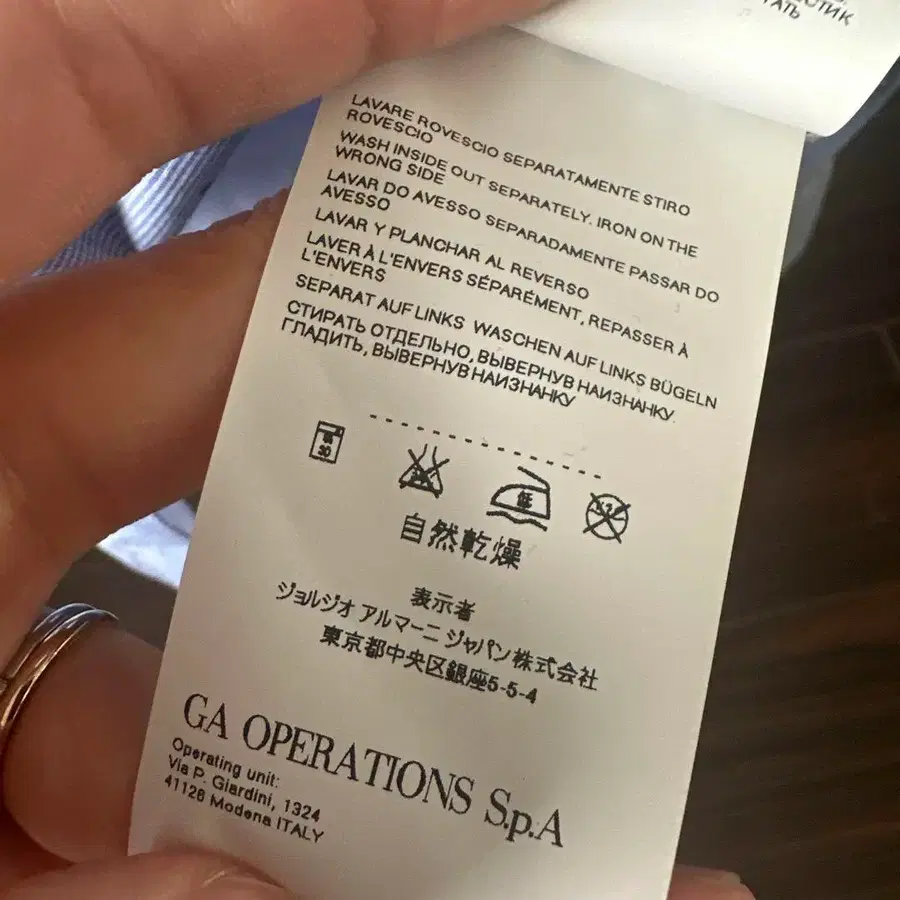 ТАТЬ
LAVARE ROVESCIO SEPARATAMENTE STIRO
ROVESCIO
WASH INSIDE OUT SEPARATELY. IRON ON THE
WRONG SIDE
LAVAR DO AVESSO SEPARADAMENTE PASSAR DO
AVESSO
LAVAR Y PLANCHAR AL REVERSO
LAVER À L'ENVERS SÉPARÉMENT, REPASSER À
L'ENVERS
SEPARAT AUF LINKS WASCHEN AUF LINKS BÜGELN
СТИРАТЬ ОТДЕЛЬНО, ВЫВЕРНУВ НАИЗНАНКУ.
ГЛАДИТЬ, ВЫВЕРНУВ НАИЗНАНКУ
30
低
自然乾燥
表示者
ジョルジオ アルマーニ ジャパン株式会社
東京都中央区銀座5-5-4
GA OPERATIONS S.p.A
Operating unit:
Via P. Giardini, 1324
41126 Modena ITALY